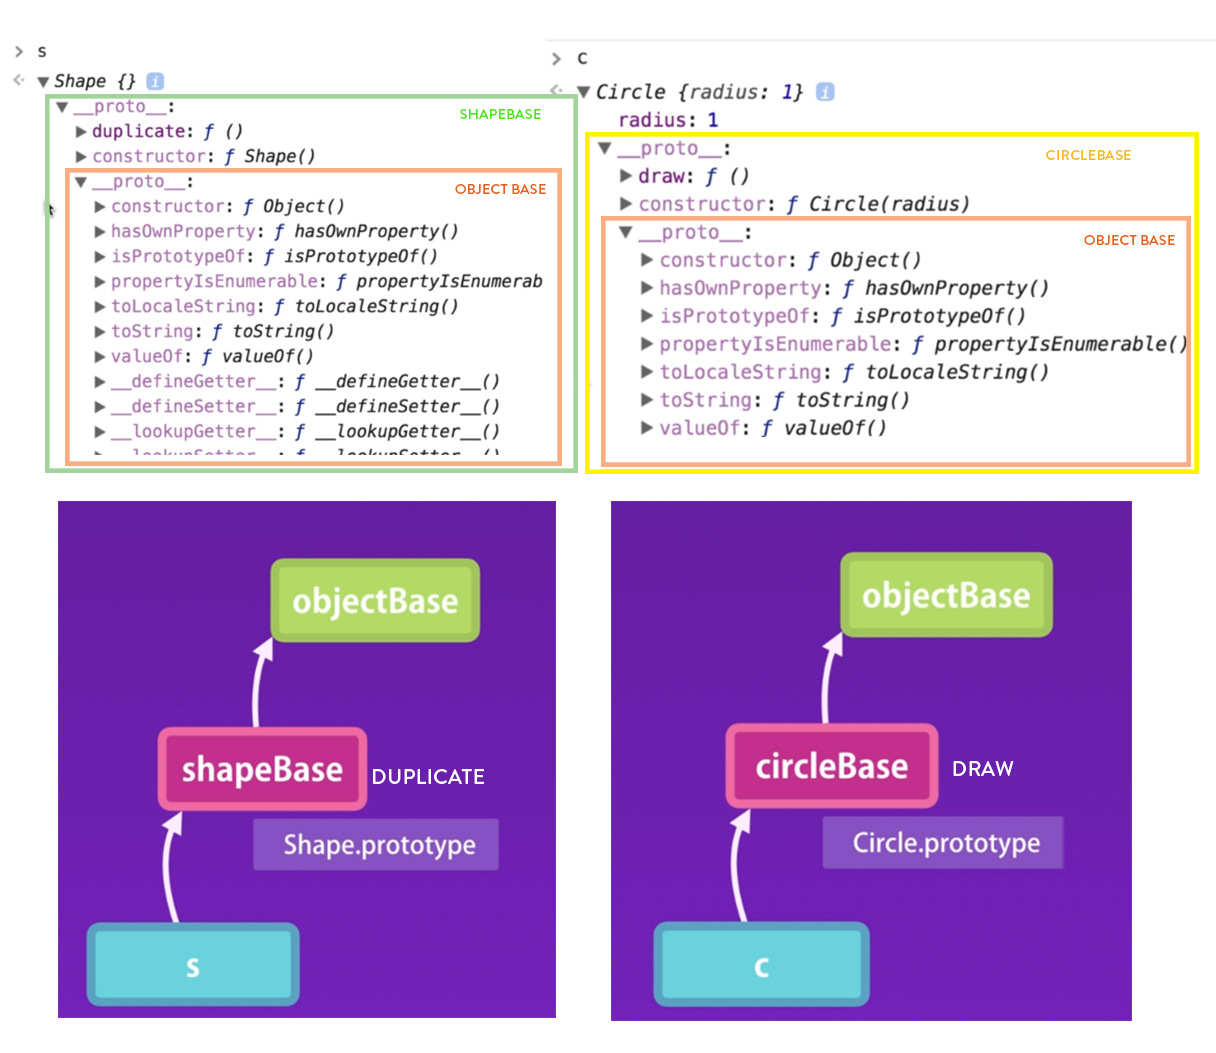 s
Shape {} i
__proto__: SHAPEBASE
duplicate: ƒ ()
constructor: ƒ Shape()
__proto__: OBJECT BASE
constructor: ƒ Object()
hasOwnProperty: ƒ hasOwnProperty()
isPrototypeOf: ƒ isPrototypeOf()
propertyIsEnumerable: ƒ propertyIsEnumerab
toLocaleString: ƒ toLocaleString()
toString: ƒ toString()
valueOf: ƒ valueOf()
__defineGetter__: ƒ __defineGetter__()
__defineSetter__: ƒ __defineSetter__()
__lookupGetter__: ƒ __lookupGetter__()
__lookupSetter__: ƒ __lookupSetter__()
c
Circle {radius: 1} i
radius: 1
__proto__: CIRCLEBASE
draw: ƒ ()
constructor: ƒ Circle(radius)
__proto__: OBJECT BASE
constructor: ƒ Object()
hasOwnProperty: ƒ hasOwnProperty()
isPrototypeOf: ƒ isPrototypeOf()
propertyIsEnumerable: ƒ propertyIsEnumerable()
toLocaleString: ƒ toLocaleString()
toString: ƒ toString()
valueOf: ƒ valueOf()
objectBase
shapeBase DUPLICATE
Shape.prototype
s
objectBase
circleBase DRAW
Circle.prototype
c